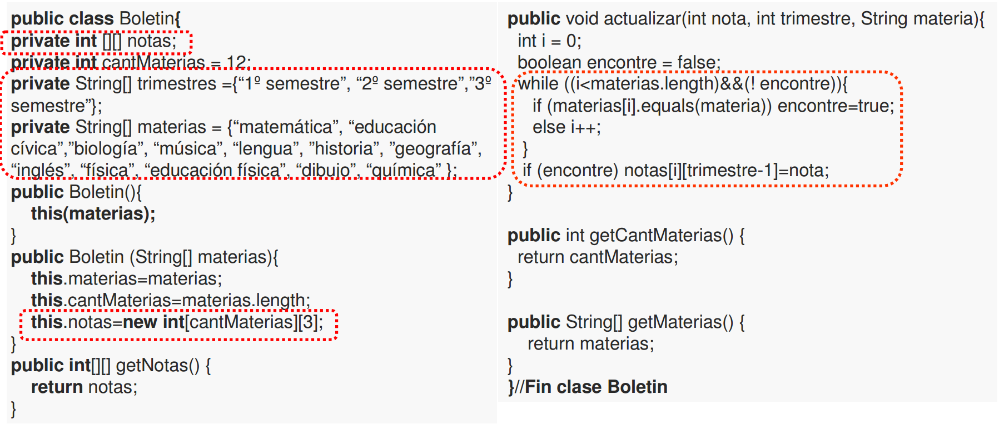 public class Boletin{
private int [][] notas;
private int cantMaterias = 12;
private String[] trimestres ={“1º semestre”, “2º semestre”,”3º
semestre”};
private String[] materias = {“matemática”, “educación
cívica”,”biología”, “música”, “lengua”, ”historia”, ”geografía”,
“inglés”, “física”, “educación física”, “dibujo”, “química” };
public Boletin(){
this(materias);
}
public Boletin (String[] materias){
this.materias=materias;
this.cantMaterias=materias.length;
this.notas=new int[cantMaterias][3];
}
public int[][] getNotas() {
return notas;
}
public void actualizar(int nota, int trimestre, String materia){
int i = 0;
boolean encontre = false;
while ((i<materias.length)&&(! encontre)){
if (materias[i].equals(materia)) encontre=true;
else i++;
}
if (encontre) notas[i][trimestre-1]=nota;
}
public int getCantMaterias() {
return cantMaterias;
}
public String[] getMaterias() {
return materias;
}
}//Fin clase Boletin